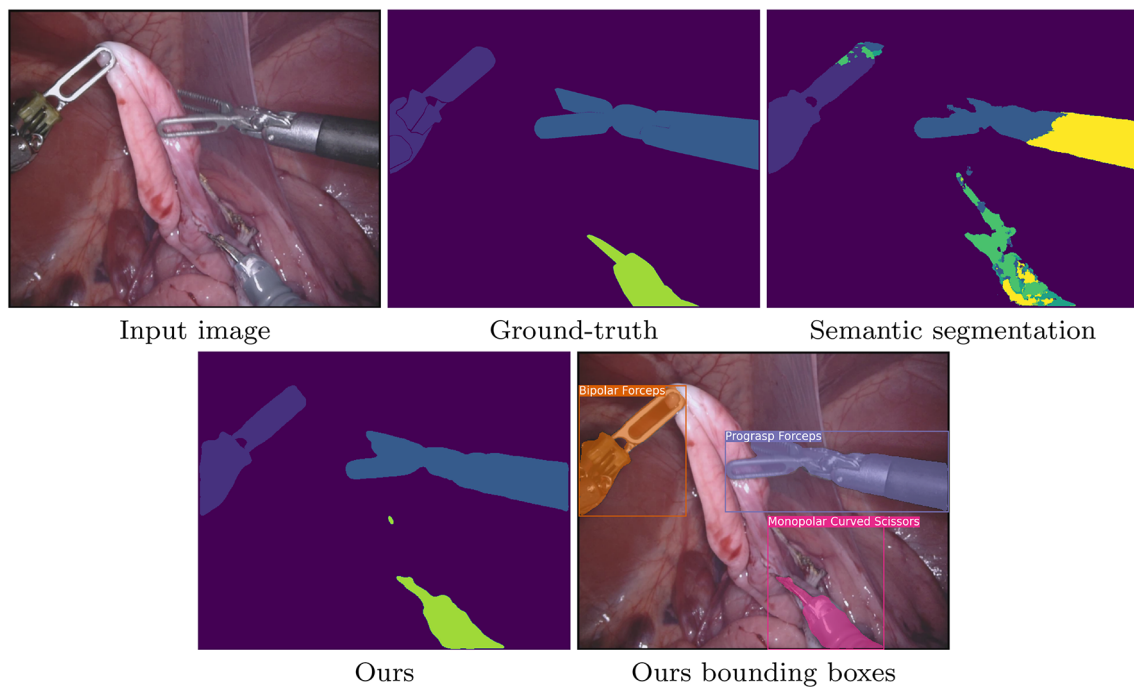 Input image
Ground-truth
Semantic segmentation
Bipolar Forceps
Prograsp Forceps
Monopolar Curved Scissors
Ours
Ours bounding boxes